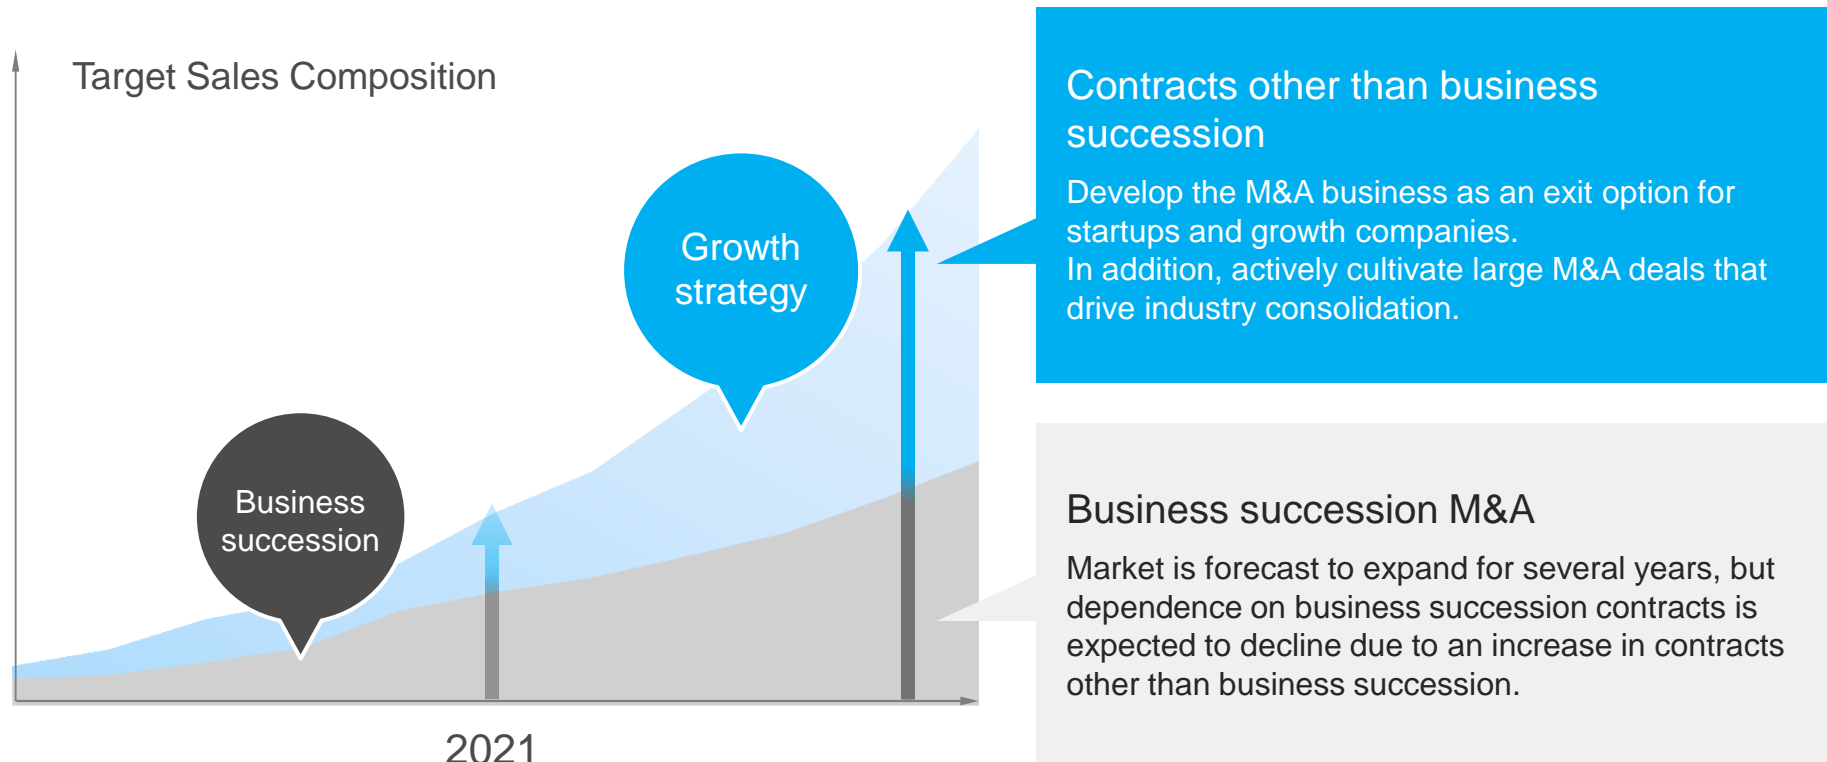 Target Sales Composition
Growth
strategy
Business
succession
2021
Contracts other than business
succession
Develop the M&A business as an exit option for
startups and growth companies.
In addition, actively cultivate large M&A deals that
drive industry consolidation.
Business succession M&A
Market is forecast to expand for several years, but
dependence on business succession contracts is
expected to decline due to an increase in contracts
other than business succession.